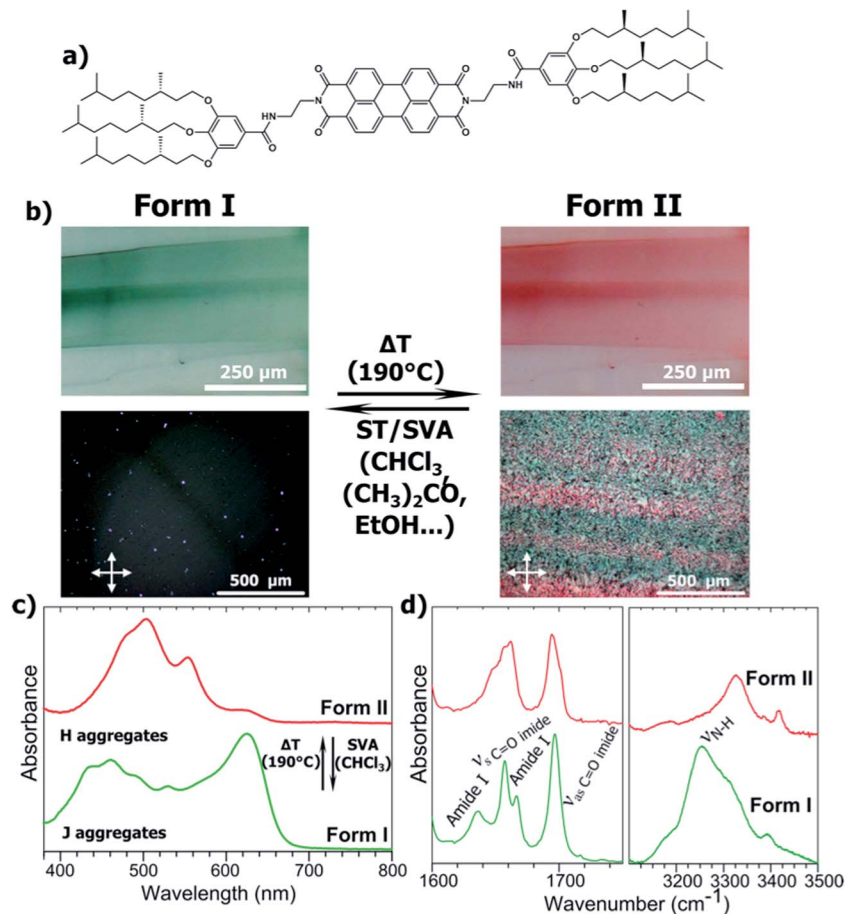 a)
O
O
O
O
O
NH
N
O
O
O
O
N
NH
O
O
O
O
b)
Form I
Form II
250 µm
250 µm
ΔT
(190°C)
ST/SVA
(CHCl3,
(CH3)2CO,
EtOH...)
500 µm
500 µm
c)
Absorbance
Form II
H aggregates
ΔT
(190°C)
SVA
(CHCl3)
J aggregates
Form I
400 500 600 700 800
Wavelength (nm)
d)
Absorbance
Amide I
νs C=O imide
Amide I
νas C=O imide
Form II
νN-H
Form I
1600 1700
3200 3300 3400 3500
Wavenumber (cm-1)